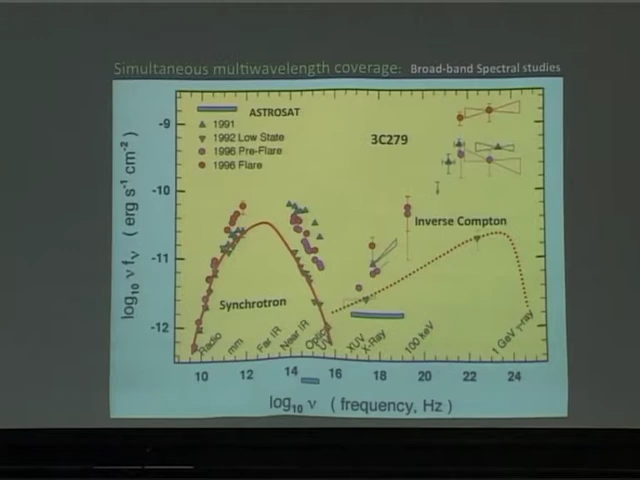 Simultaneous multiwavelength coverage: Broad-band Spectral studies
ASTROSAT
1991
1992 Low State
1996 Pre-Flare
1996 Flare
3C279
-9
-10
-11
-12
log10 ν fν ( erg s-1 cm-2 )
Inverse Compton
Synchrotron
Radio
mm
Far IR
Near IR
Optical
UV
XUV
X-Ray
100 keV
1 GeV γ-ray
10 12 14 16 18 20 22 24
log10 ν ( frequency, Hz )